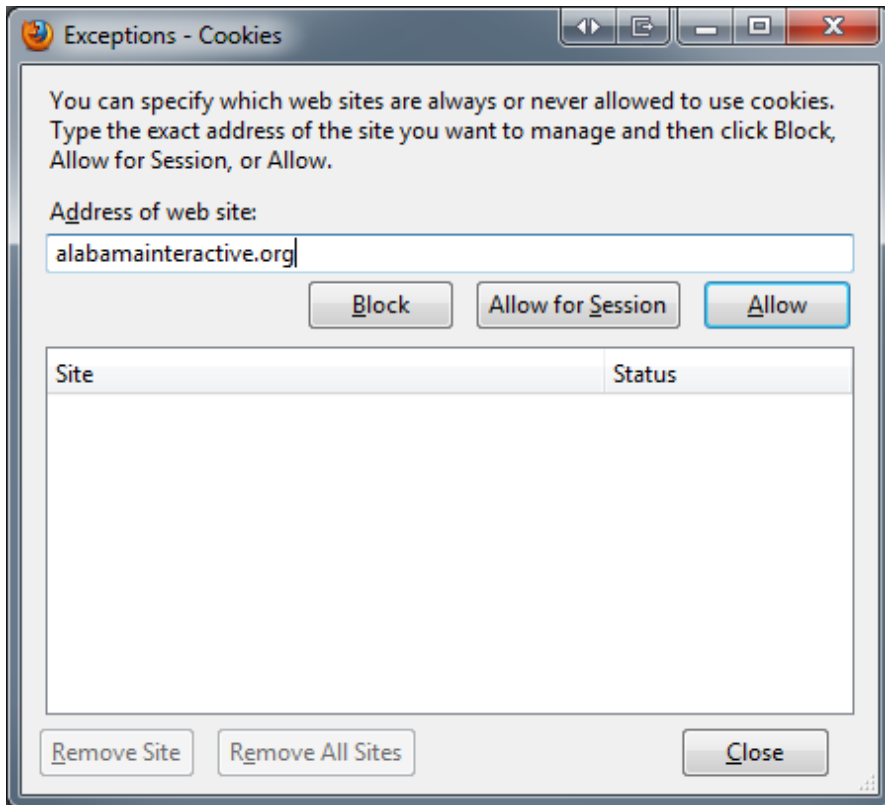 Exceptions - Cookies
You can specify which web sites are always or never allowed to use cookies.
Type the exact address of the site you want to manage and then click Block,
Allow for Session, or Allow.
Address of web site:
alabamainteractive.org
Block Allow for Session Allow
Site Status
Remove Site Remove All Sites Close